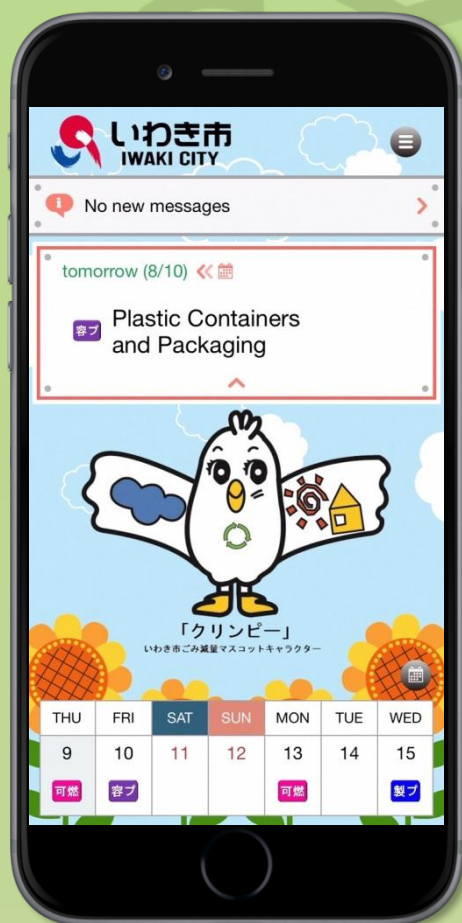 いわき市
IWAKI CITY
No new messages
tomorrow (8/10)
容プ
Plastic Containers
and Packaging
「クリンピー」
いわき市ごみ減量マスコットキャラクター
THU FRI SAT SUN MON TUE WED
9 10 11 12 13 14 15
可燃 容プ 可燃 製プ